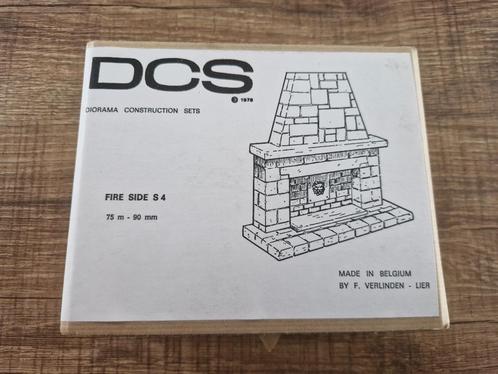 DCS
© 1978
DIORAMA CONSTRUCTION SETS
FIRE SIDE S 4
75 m - 90 mm
MADE IN BELGIUM
BY F. VERLINDEN - LIER